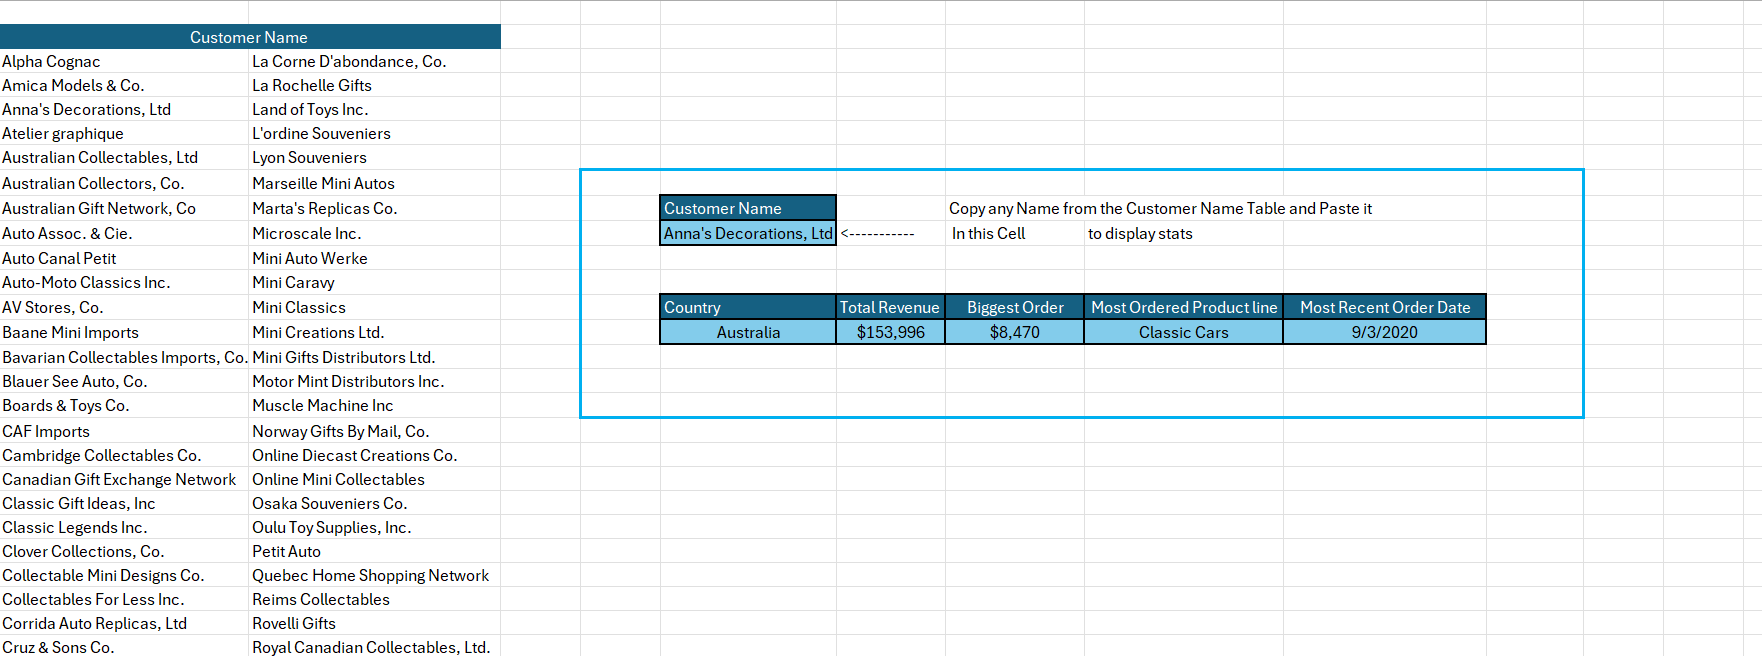 Customer Name
Alpha Cognac La Corne D'abondance, Co.
Amica Models & Co. La Rochelle Gifts
Anna's Decorations, Ltd Land of Toys Inc.
Atelier graphique L'ordine Souveniers
Australian Collectables, Ltd Lyon Souveniers
Australian Collectors, Co. Marseille Mini Autos
Australian Gift Network, Co Marta's Replicas Co. Customer Name Copy any Name from the Customer Name Table and Paste it
Auto Assoc. & Cie. Microscale Inc. Anna's Decorations, Ltd <----------- In this Cell to display stats
Auto Canal Petit Mini Auto Werke
Auto-Moto Classics Inc. Mini Caravy
AV Stores, Co. Mini Classics Country Total Revenue Biggest Order Most Ordered Product line Most Recent Order Date
Baane Mini Imports Mini Creations Ltd. Australia $153,996 $8,470 Classic Cars 9/3/2020
Bavarian Collectables Imports, Co. Mini Gifts Distributors Ltd.
Blauer See Auto, Co. Motor Mint Distributors Inc.
Boards & Toys Co. Muscle Machine Inc
CAF Imports Norway Gifts By Mail, Co.
Cambridge Collectables Co. Online Diecast Creations Co.
Canadian Gift Exchange Network Online Mini Collectables
Classic Gift Ideas, Inc Osaka Souveniers Co.
Classic Legends Inc. Oulu Toy Supplies, Inc.
Clover Collections, Co. Petit Auto
Collectable Mini Designs Co. Quebec Home Shopping Network
Collectables For Less Inc. Reims Collectables
Corrida Auto Replicas, Ltd Rovelli Gifts
Cruz & Sons Co. Royal Canadian Collectables, Ltd.